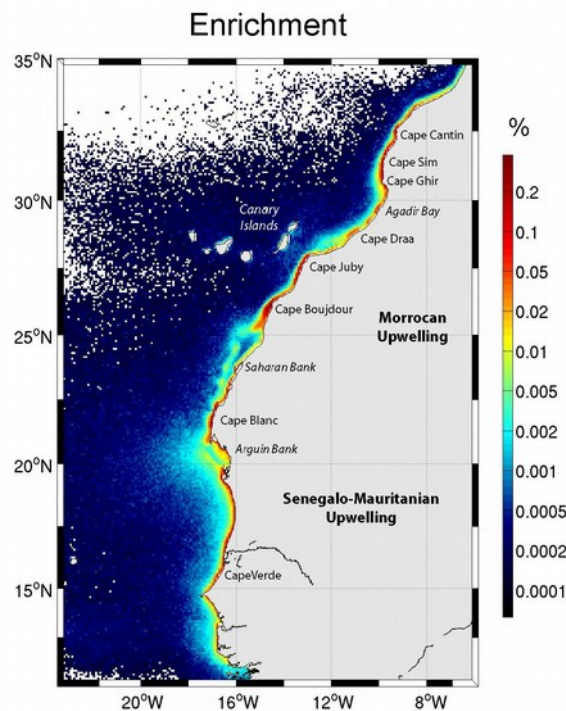 Enrichment
35°N
30°N
25°N
20°N
15°N
20°W
16°W
12°W
8°W
Cape Cantin
Cape Sim
Cape Ghir
Agadir Bay
Canary
Islands
Cape Draa
Cape Juby
Cape Boujdour
Morrocan
Upwelling
Saharan Bank
Cape Blanc
Arguin Bank
Senegalo-Mauritanian
Upwelling
CapeVerde
%
0.2
0.1
0.05
0.02
0.01
0.005
0.002
0.001
0.0005
0.0002
0.0001